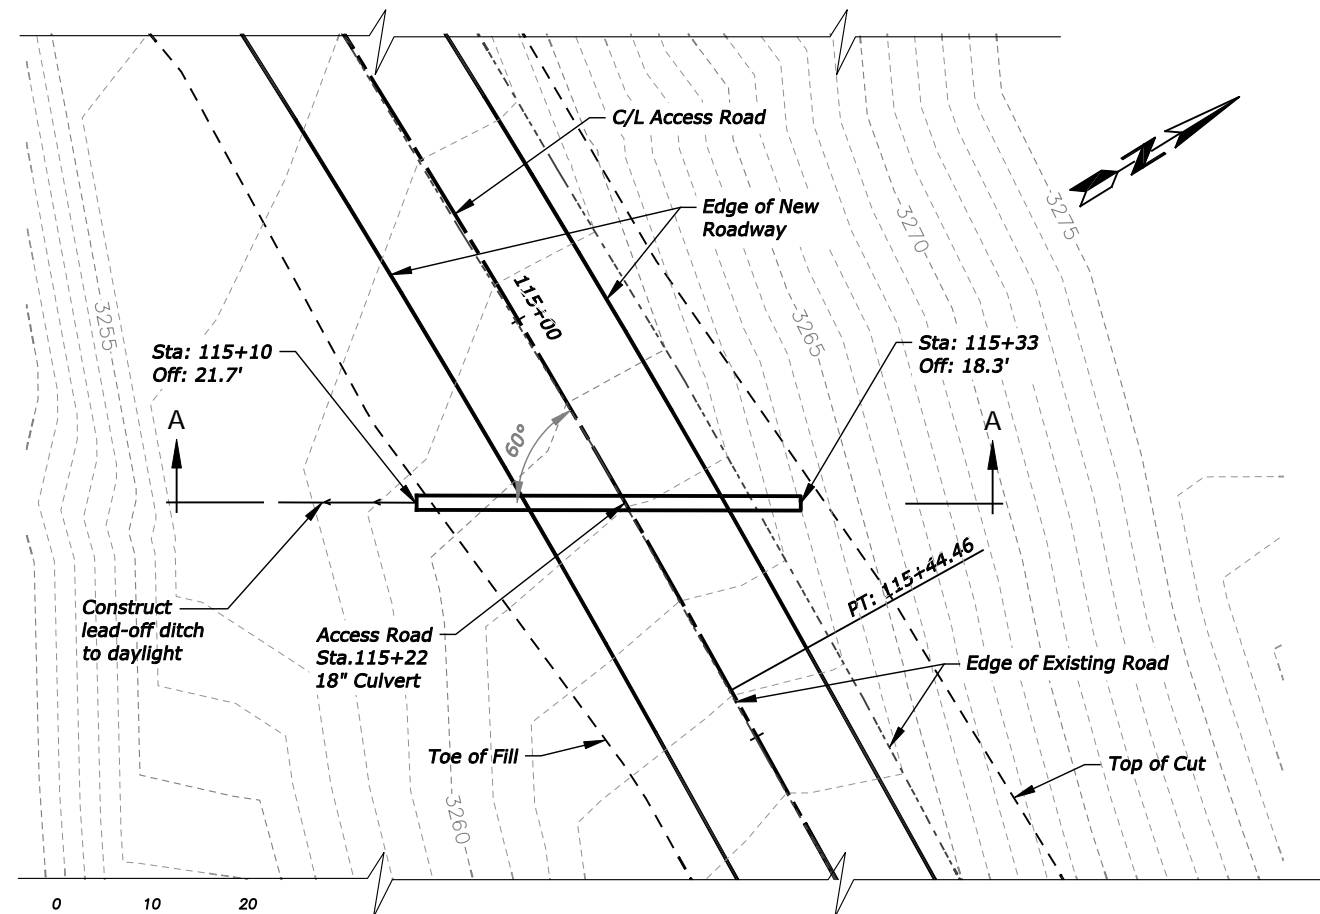 C/L Access Road
N
Edge of New
Roadway
3270
3275
115+00
3255
3265
Sta: 115+10
Off: 21.7'
Sta: 115+33
Off: 18.3'
A
A
60°
PT: 115+44.46
Construct
lead-off ditch
to daylight
Access Road
Sta.115+22
18" Culvert
Edge of Existing Road
Toe of Fill
Top of Cut
3260
0 10 20